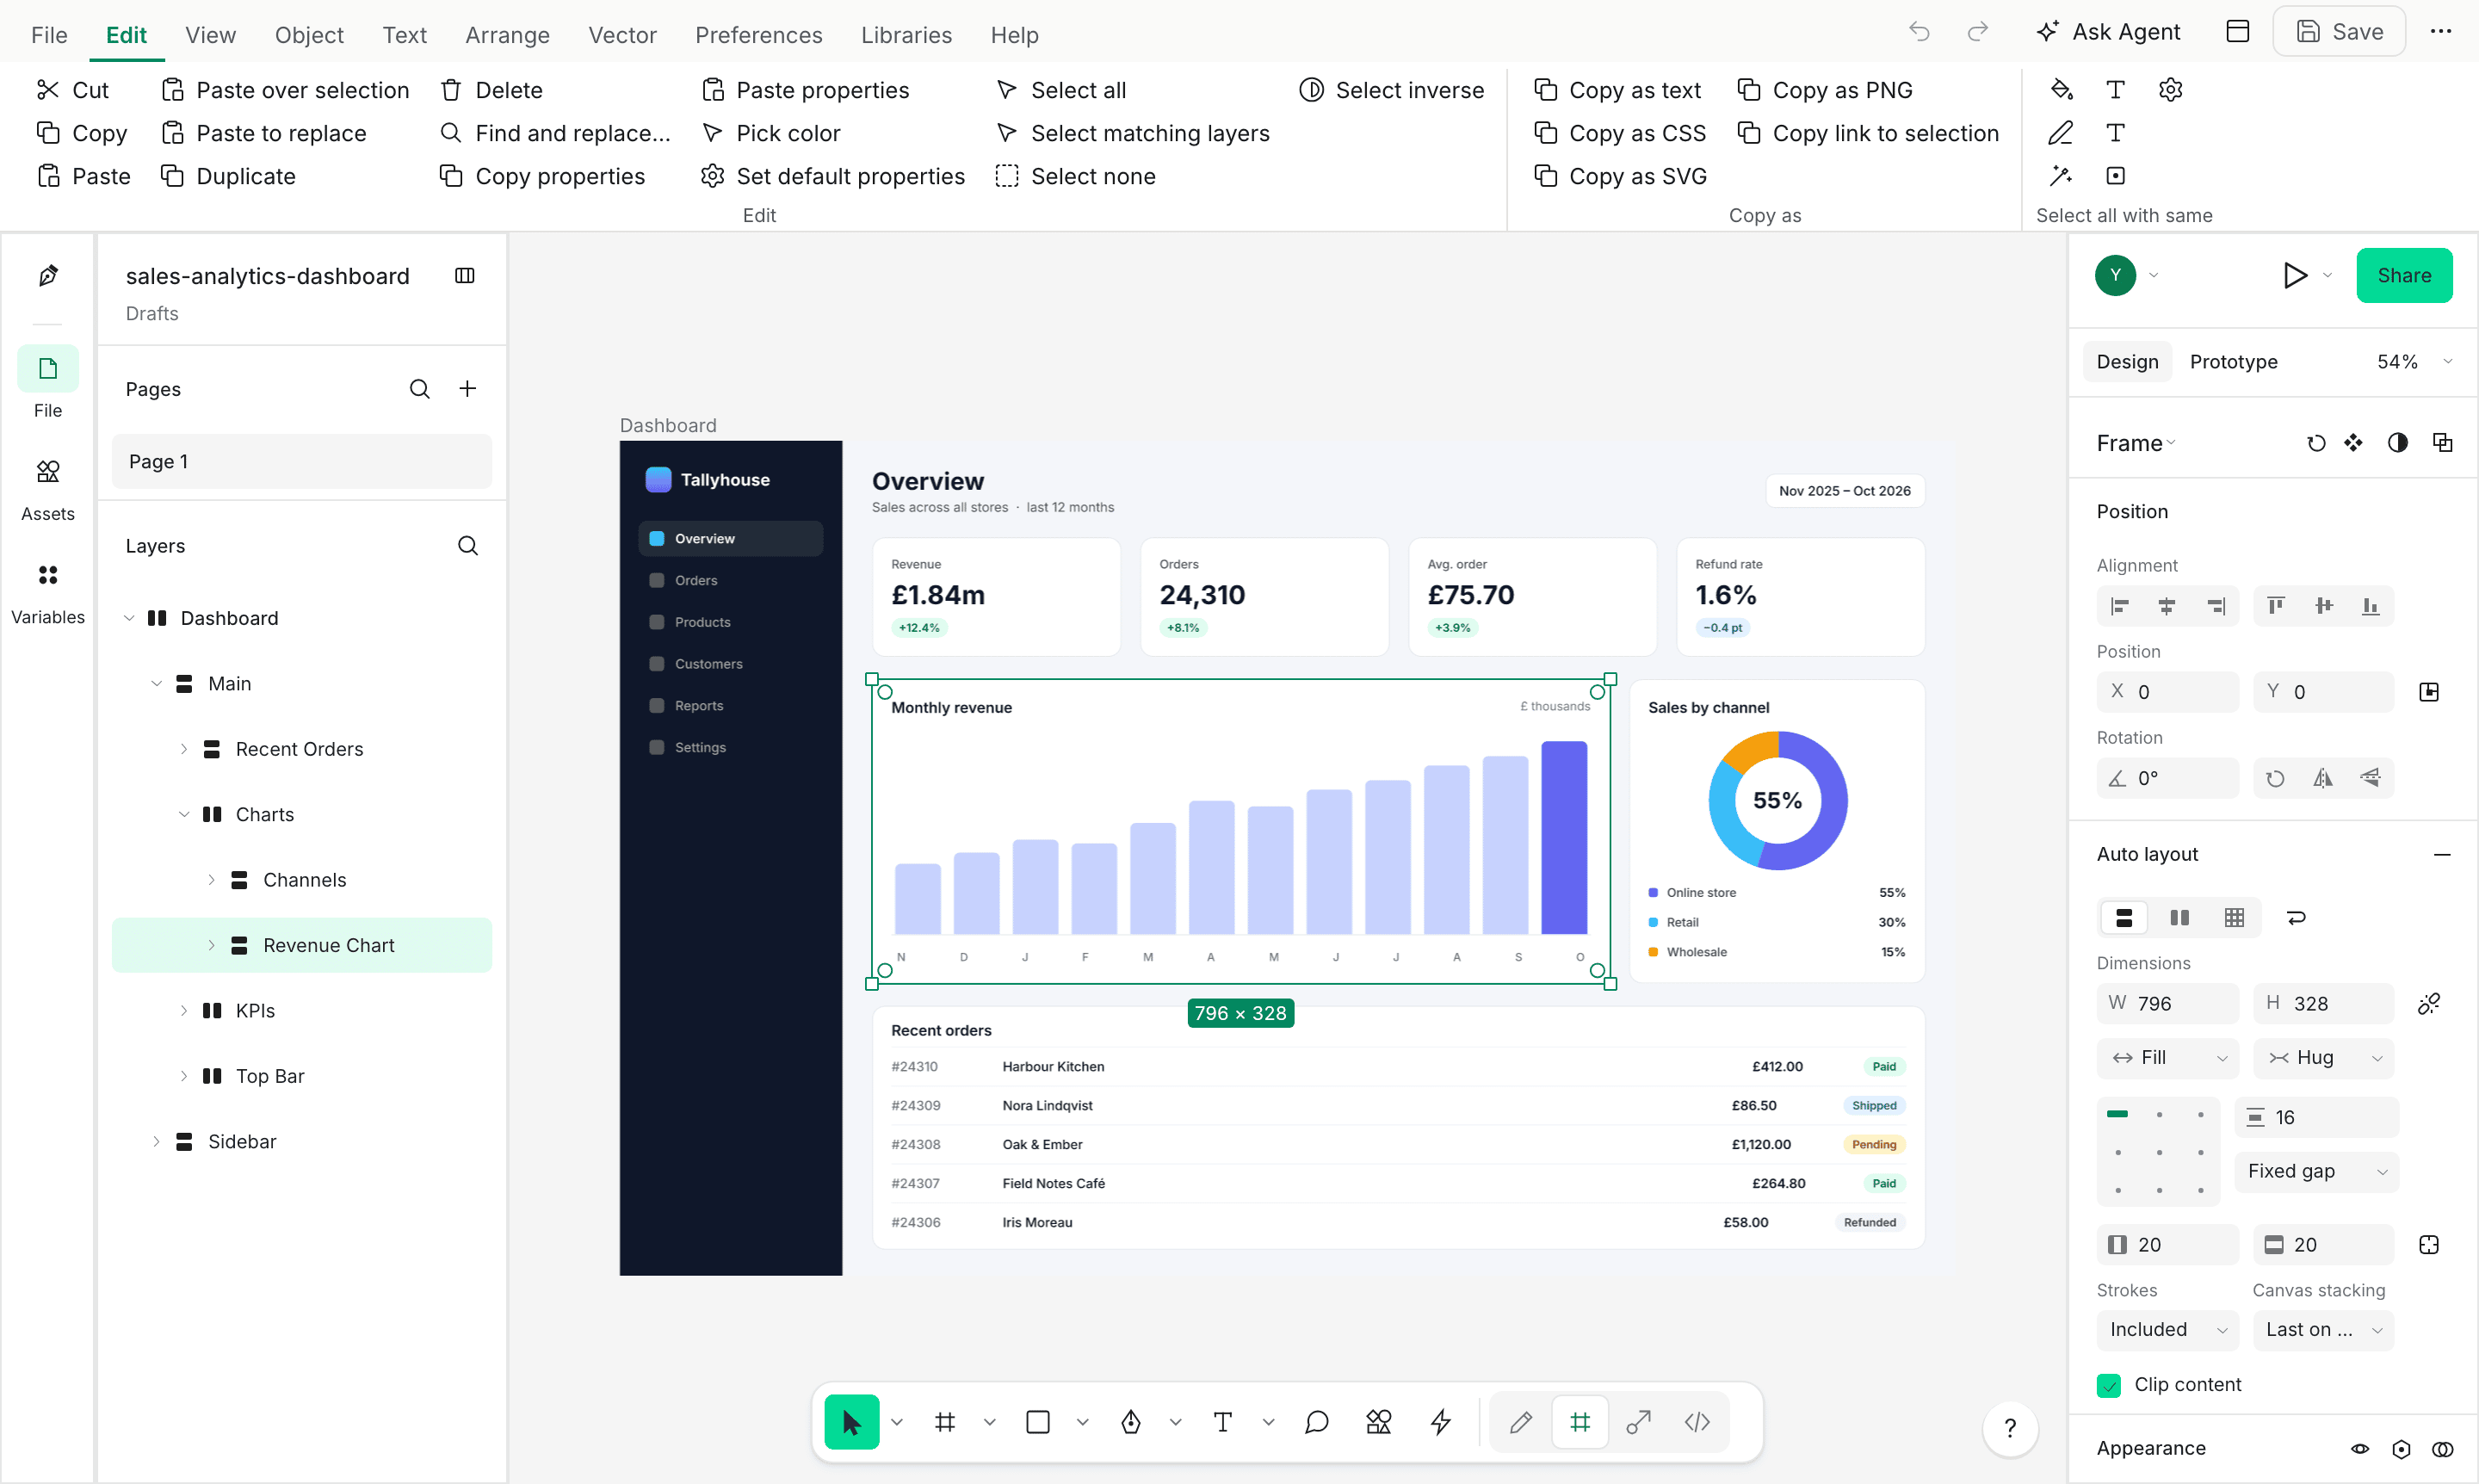 File Edit View Object Text Arrange Vector Preferences Libraries Help Ask Agent Save
Cut Paste over selection Delete Paste properties Select all Select inverse Copy as text Copy as PNG
Copy Paste to replace Find and replace... Pick color Select matching layers Copy as CSS Copy link to selection
Paste Duplicate Copy properties Set default properties Select none Copy as SVG
Edit Copy as Select all with same
File
Assets
Variables
sales-analytics-dashboard
Drafts
Pages
Page 1
Layers
Dashboard
Main
Recent Orders
Charts
Channels
Revenue Chart
KPIs
Top Bar
Sidebar
Dashboard
Tallyhouse
Overview
Orders
Products
Customers
Reports
Settings
Overview
Sales across all stores · last 12 months
Nov 2025 – Oct 2026
Revenue
£1.84m
+12.4%
Orders
24,310
+8.1%
Avg. order
£75.70
+3.9%
Refund rate
1.6%
−0.4 pt
Monthly revenue £ thousands
N D J F M A M J J A S O
796 × 328
Sales by channel
55%
Online store 55%
Retail 30%
Wholesale 15%
Recent orders
#24310 Harbour Kitchen £412.00 Paid
#24309 Nora Lindqvist £86.50 Shipped
#24308 Oak & Ember £1,120.00 Pending
#24307 Field Notes Café £264.80 Paid
#24306 Iris Moreau £58.00 Refunded
Y Share
Design Prototype 54%
Frame
Position
Alignment
Position
X 0 Y 0
Rotation
0°
Auto layout
Dimensions
W 796 H 328
Fill Hug
16
Fixed gap
20 20
Strokes Canvas stacking
Included Last on ...
Clip content
Appearance
?